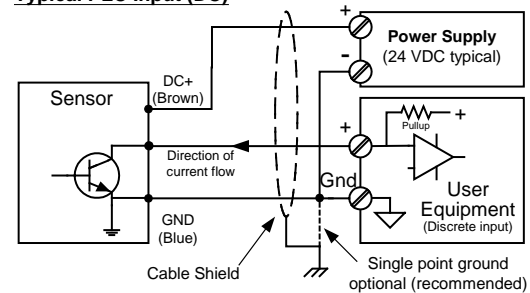 Typical PLC Input (DC)
+
Power Supply
(24 VDC typical)
-
DC+
(Brown)
Sensor
+
Pullup
+
Direction of
current flow
Gnd
User
Equipment
(Discrete input)
GND
(Blue)
Cable Shield
Single point ground
optional (recommended)